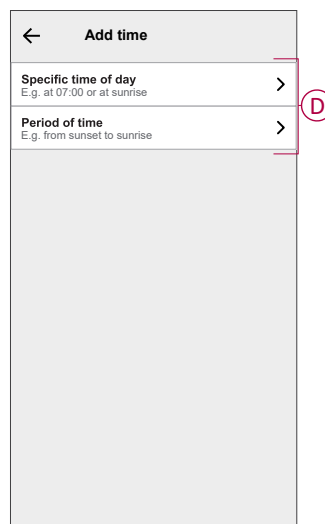 Add time
Specific time of day
E.g. at 07:00 or at sunrise
Period of time
E.g. from sunset to sunrise
D